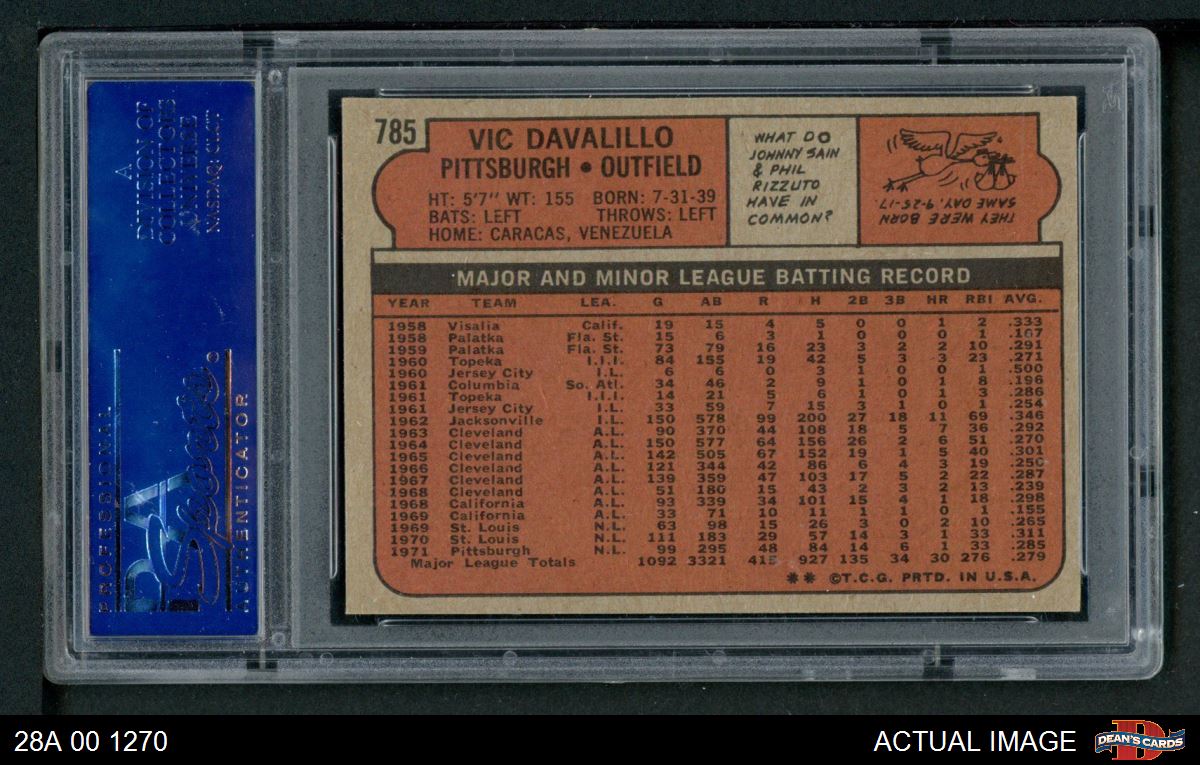 A
DIVISION OF
COLLECTORS
UNIVERSE
NASDAQ: CLCT
PROFESSIONAL
PSA
Sports
AUTHENTICATOR
785
VIC DAVALILLO
PITTSBURGH • OUTFIELD
HT: 5'7" WT: 155 BORN: 7-31-39
BATS: LEFT THROWS: LEFT
HOME: CARACAS, VENEZUELA
WHAT DO
JOHNNY SAIN
& PHIL
RIZZUTO
HAVE IN
COMMON?
THEY WERE BORN
SAME DAY, 9-25-17.
MAJOR AND MINOR LEAGUE BATTING RECORD
YEAR TEAM LEA. G AB R H 2B 3B HR RBI AVG.
1958 Visalia Calif. 19 15 4 5 0 0 1 2 .333
1958 Palatka Fla. St. 15 6 3 1 0 0 0 1 .167
1959 Palatka Fla. St. 73 79 16 23 3 2 2 10 .291
1960 Topeka I.I.I. 84 155 19 42 5 3 3 23 .271
1960 Jersey City I.L. 6 6 0 3 1 0 0 1 .500
1961 Columbia So. Atl. 34 46 2 9 1 0 1 8 .196
1961 Topeka I.I.I. 14 21 5 6 1 0 1 3 .286
1961 Jersey City I.L. 33 59 7 15 3 1 0 1 .254
1962 Jacksonville I.L. 150 578 99 200 27 18 11 69 .346
1963 Cleveland A.L. 90 370 44 108 18 5 7 36 .292
1964 Cleveland A.L. 150 577 64 156 26 2 6 51 .270
1965 Cleveland A.L. 142 505 67 152 19 1 5 40 .301
1966 Cleveland A.L. 121 344 42 86 6 4 3 19 .250
1967 Cleveland A.L. 139 359 47 103 17 5 2 22 .287
1968 Cleveland A.L. 51 180 15 43 2 3 2 13 .239
1968 California A.L. 93 339 34 101 15 4 1 18 .298
1969 California A.L. 33 71 10 11 1 1 0 1 .155
1969 St. Louis N.L. 63 98 15 26 3 0 2 10 .265
1970 St. Louis N.L. 111 183 29 57 14 3 1 33 .311
1971 Pittsburgh N.L. 99 295 48 84 14 6 1 33 .285
Major League Totals 1092 3321 415 927 135 34 30 276 .279
** ©T.C.G. PRTD. IN U.S.A.
28A 00 1270
ACTUAL IMAGE
D
DEAN'S CARDS